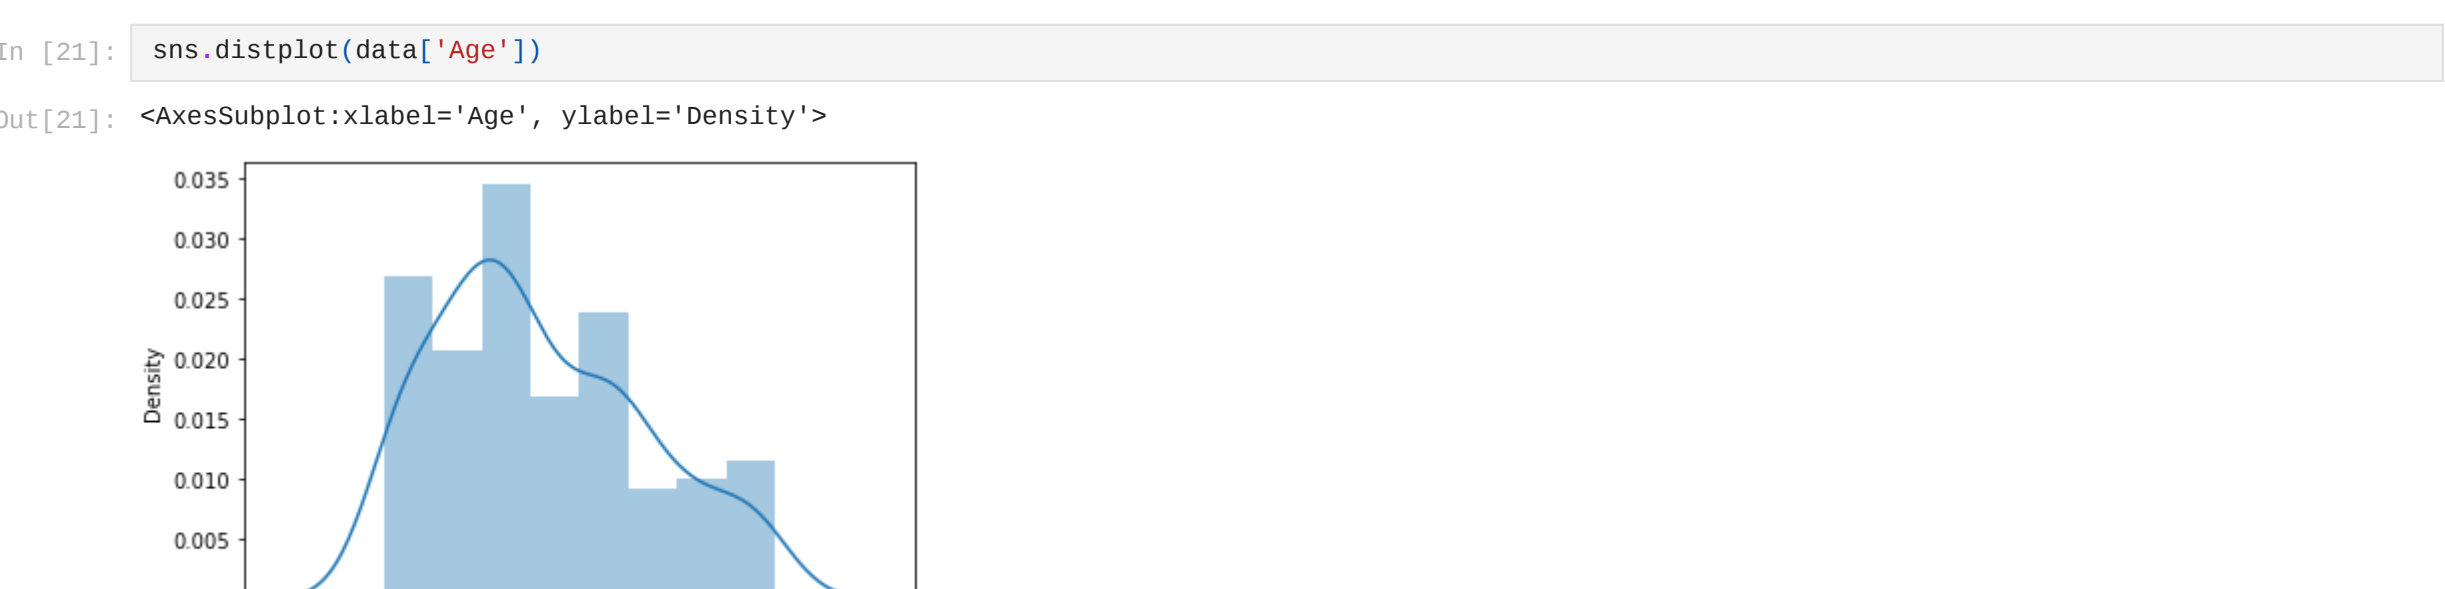 In [21]: sns.distplot(data['Age'])
Out[21]: <AxesSubplot:xlabel='Age', ylabel='Density'>
0.035
0.030
0.025
0.020
0.015
0.010
0.005
Density